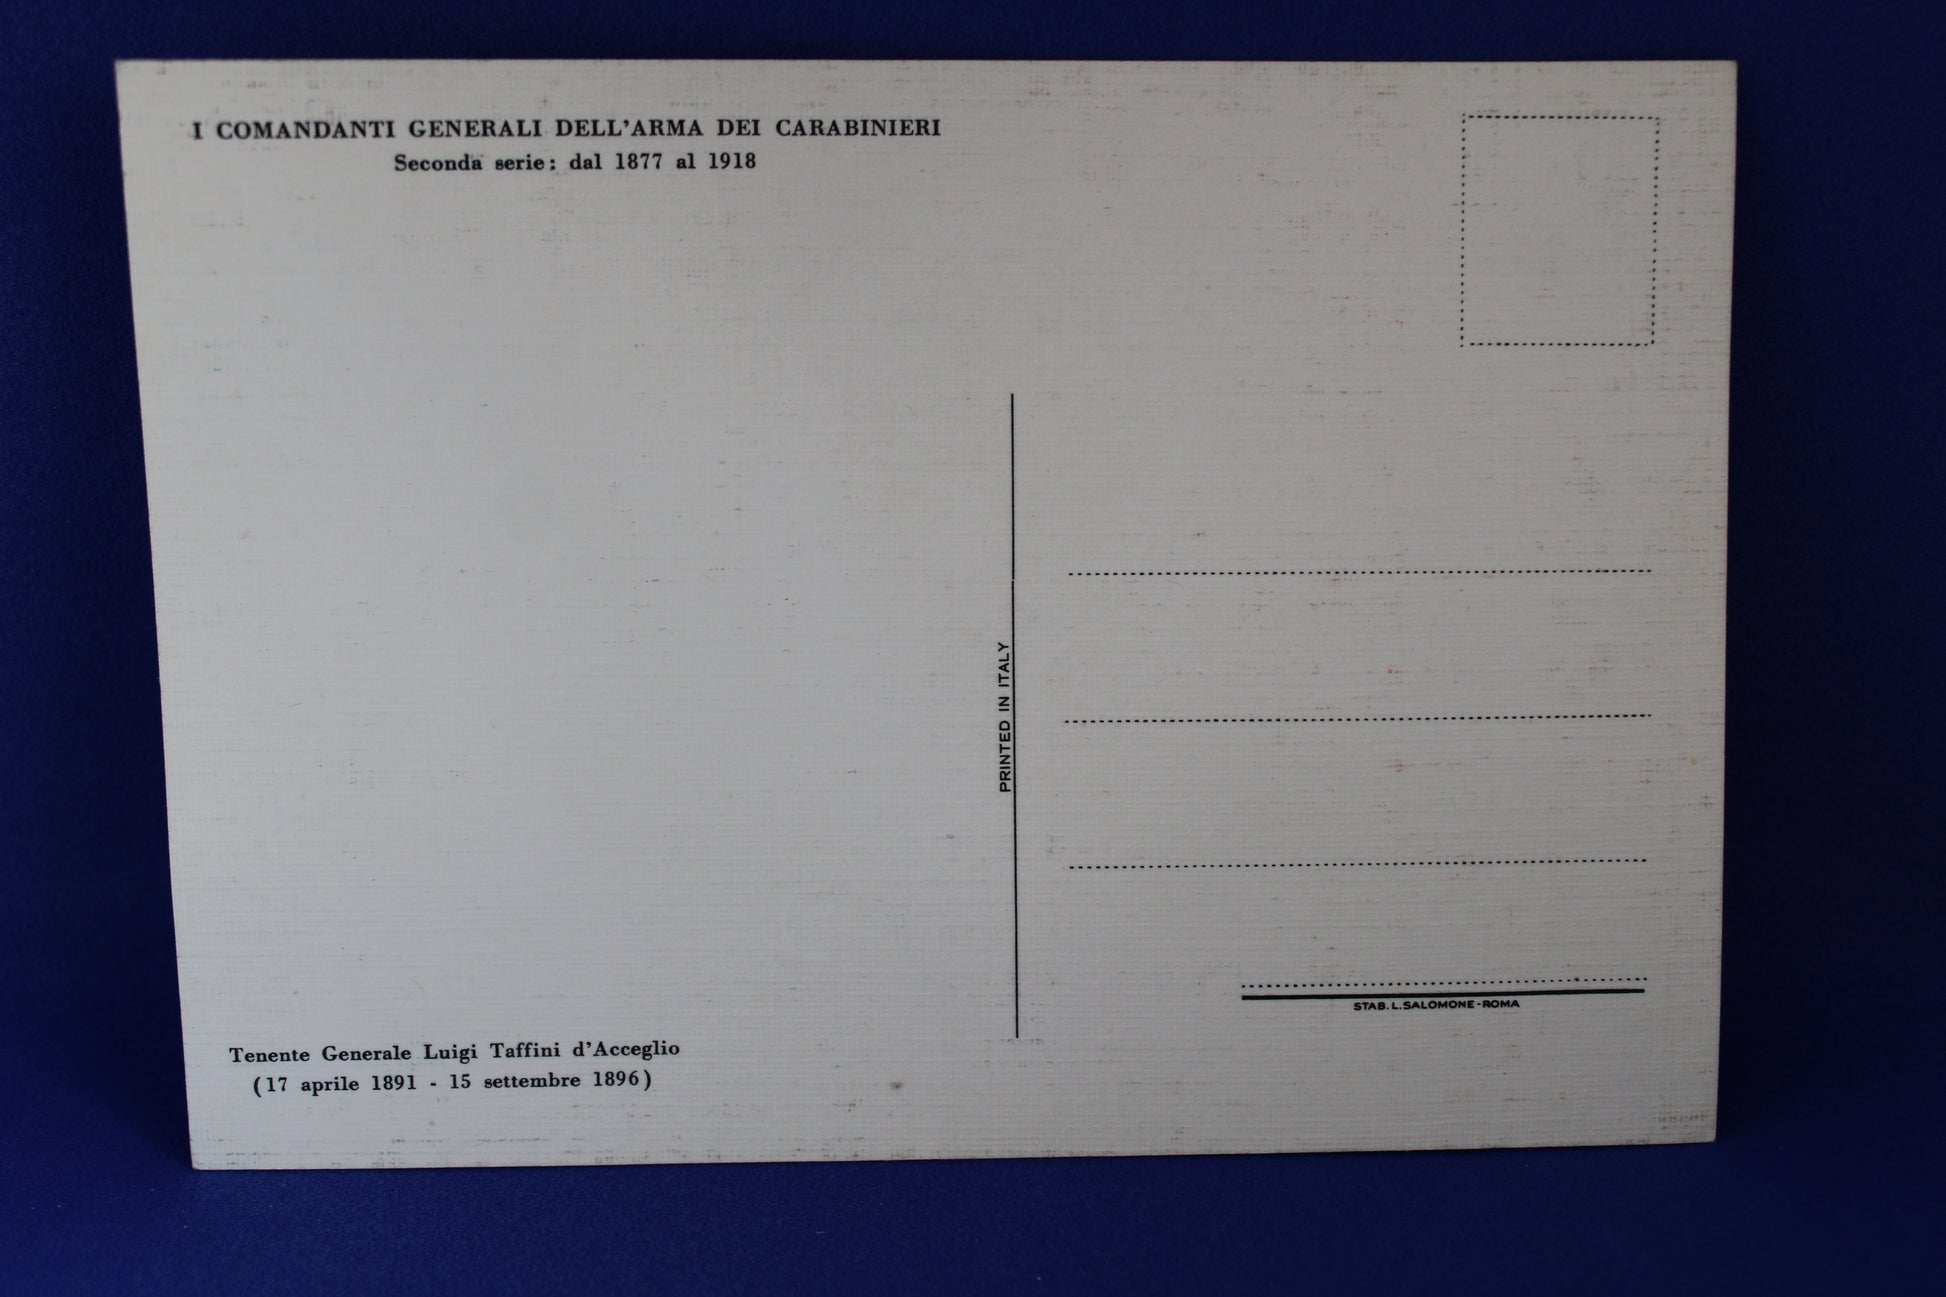 I COMANDANTI GENERALI DELL'ARMA DEI CARABINIERI
Seconda serie: dal 1877 al 1918
PRINTED IN ITALY
STAB. L. SALOMONE - ROMA
Tenente Generale Luigi Taffini d'Acceglio
(17 aprile 1891 - 15 settembre 1896)